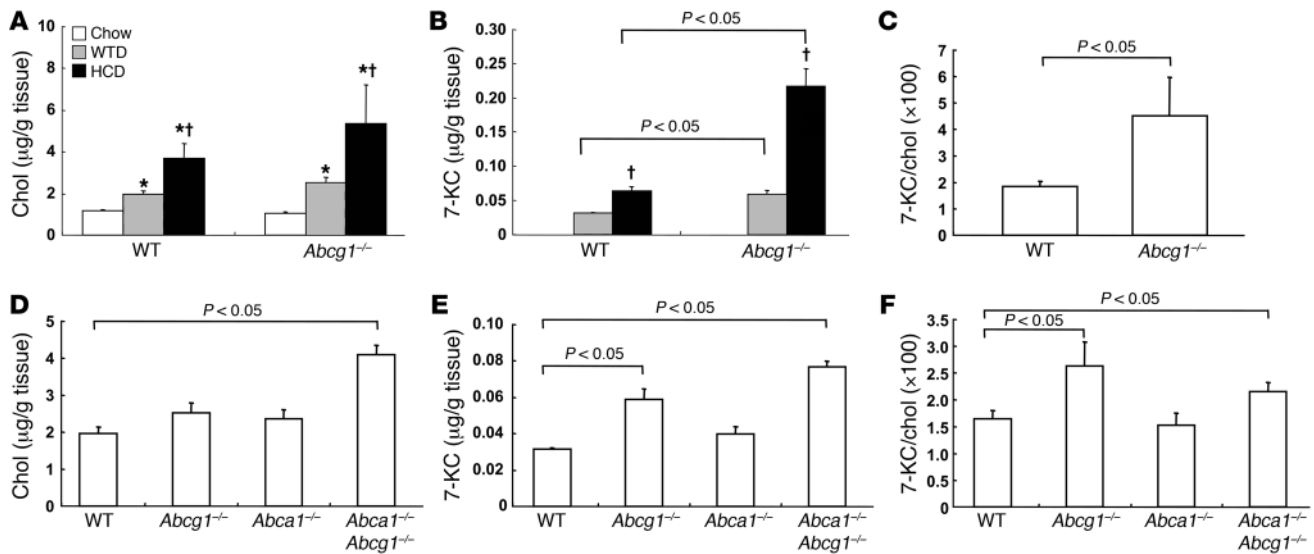 A
Chol (µg/g tissue)
10
8
6
4
2
0
Chow
WTD
HCD
*
*†
*
*†
WT
Abcg1–/–
B
7-KC (µg/g tissue)
0.30
0.25
0.20
0.15
0.10
0.05
0
P < 0.05
P < 0.05
†
†
WT
Abcg1–/–
C
7-KC/chol (×100)
7
6
5
4
3
2
1
0
P < 0.05
WT
Abcg1–/–
D
Chol (µg/g tissue)
5
4
3
2
1
0
P < 0.05
WT
Abcg1–/–
Abca1–/–
Abca1–/–
Abcg1–/–
E
7-KC (µg/g tissue)
0.10
0.08
0.06
0.04
0.02
0
P < 0.05
P < 0.05
WT
Abcg1–/–
Abca1–/–
Abca1–/–
Abcg1–/–
F
7-KC/chol (×100)
3.5
3.0
2.5
2.0
1.5
1.0
0.5
0
P < 0.05
P < 0.05
WT
Abcg1–/–
Abca1–/–
Abca1–/–
Abcg1–/–